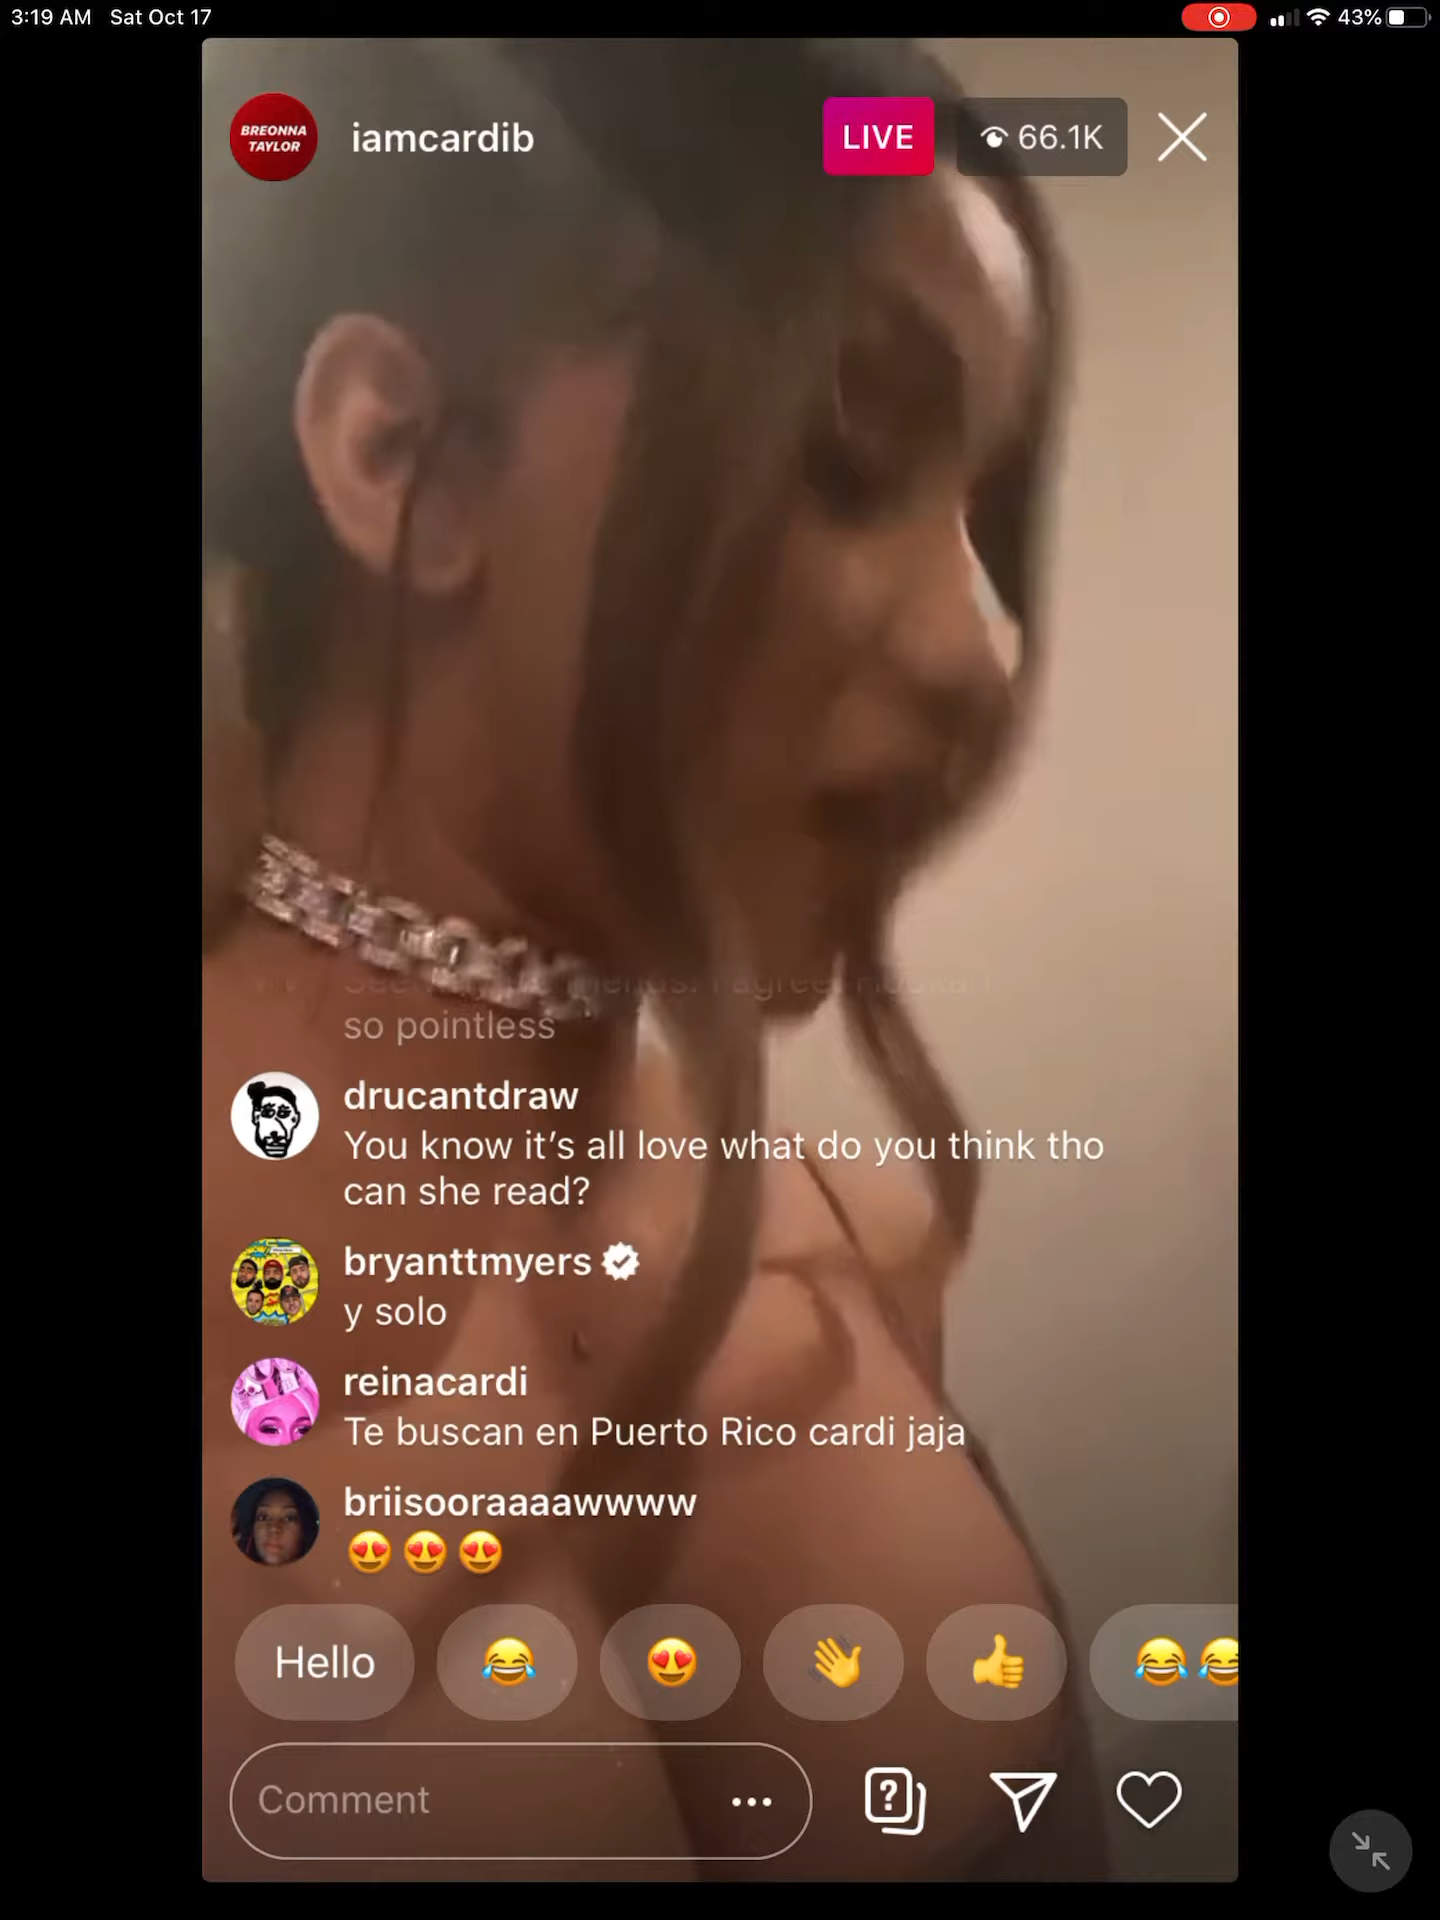 3:19 AM Sat Oct 17
43%
BREONNA
TAYLOR
iamcardib
LIVE
66.1K
so pointless
drucantdraw
You know it’s all love what do you think tho
can she read?
bryanttmyers
y solo
reinacardi
Te buscan en Puerto Rico cardi jaja
briisooraaaawwww
😍😍😍
Hello 😂 😍 👋 👍 😂😂
Comment